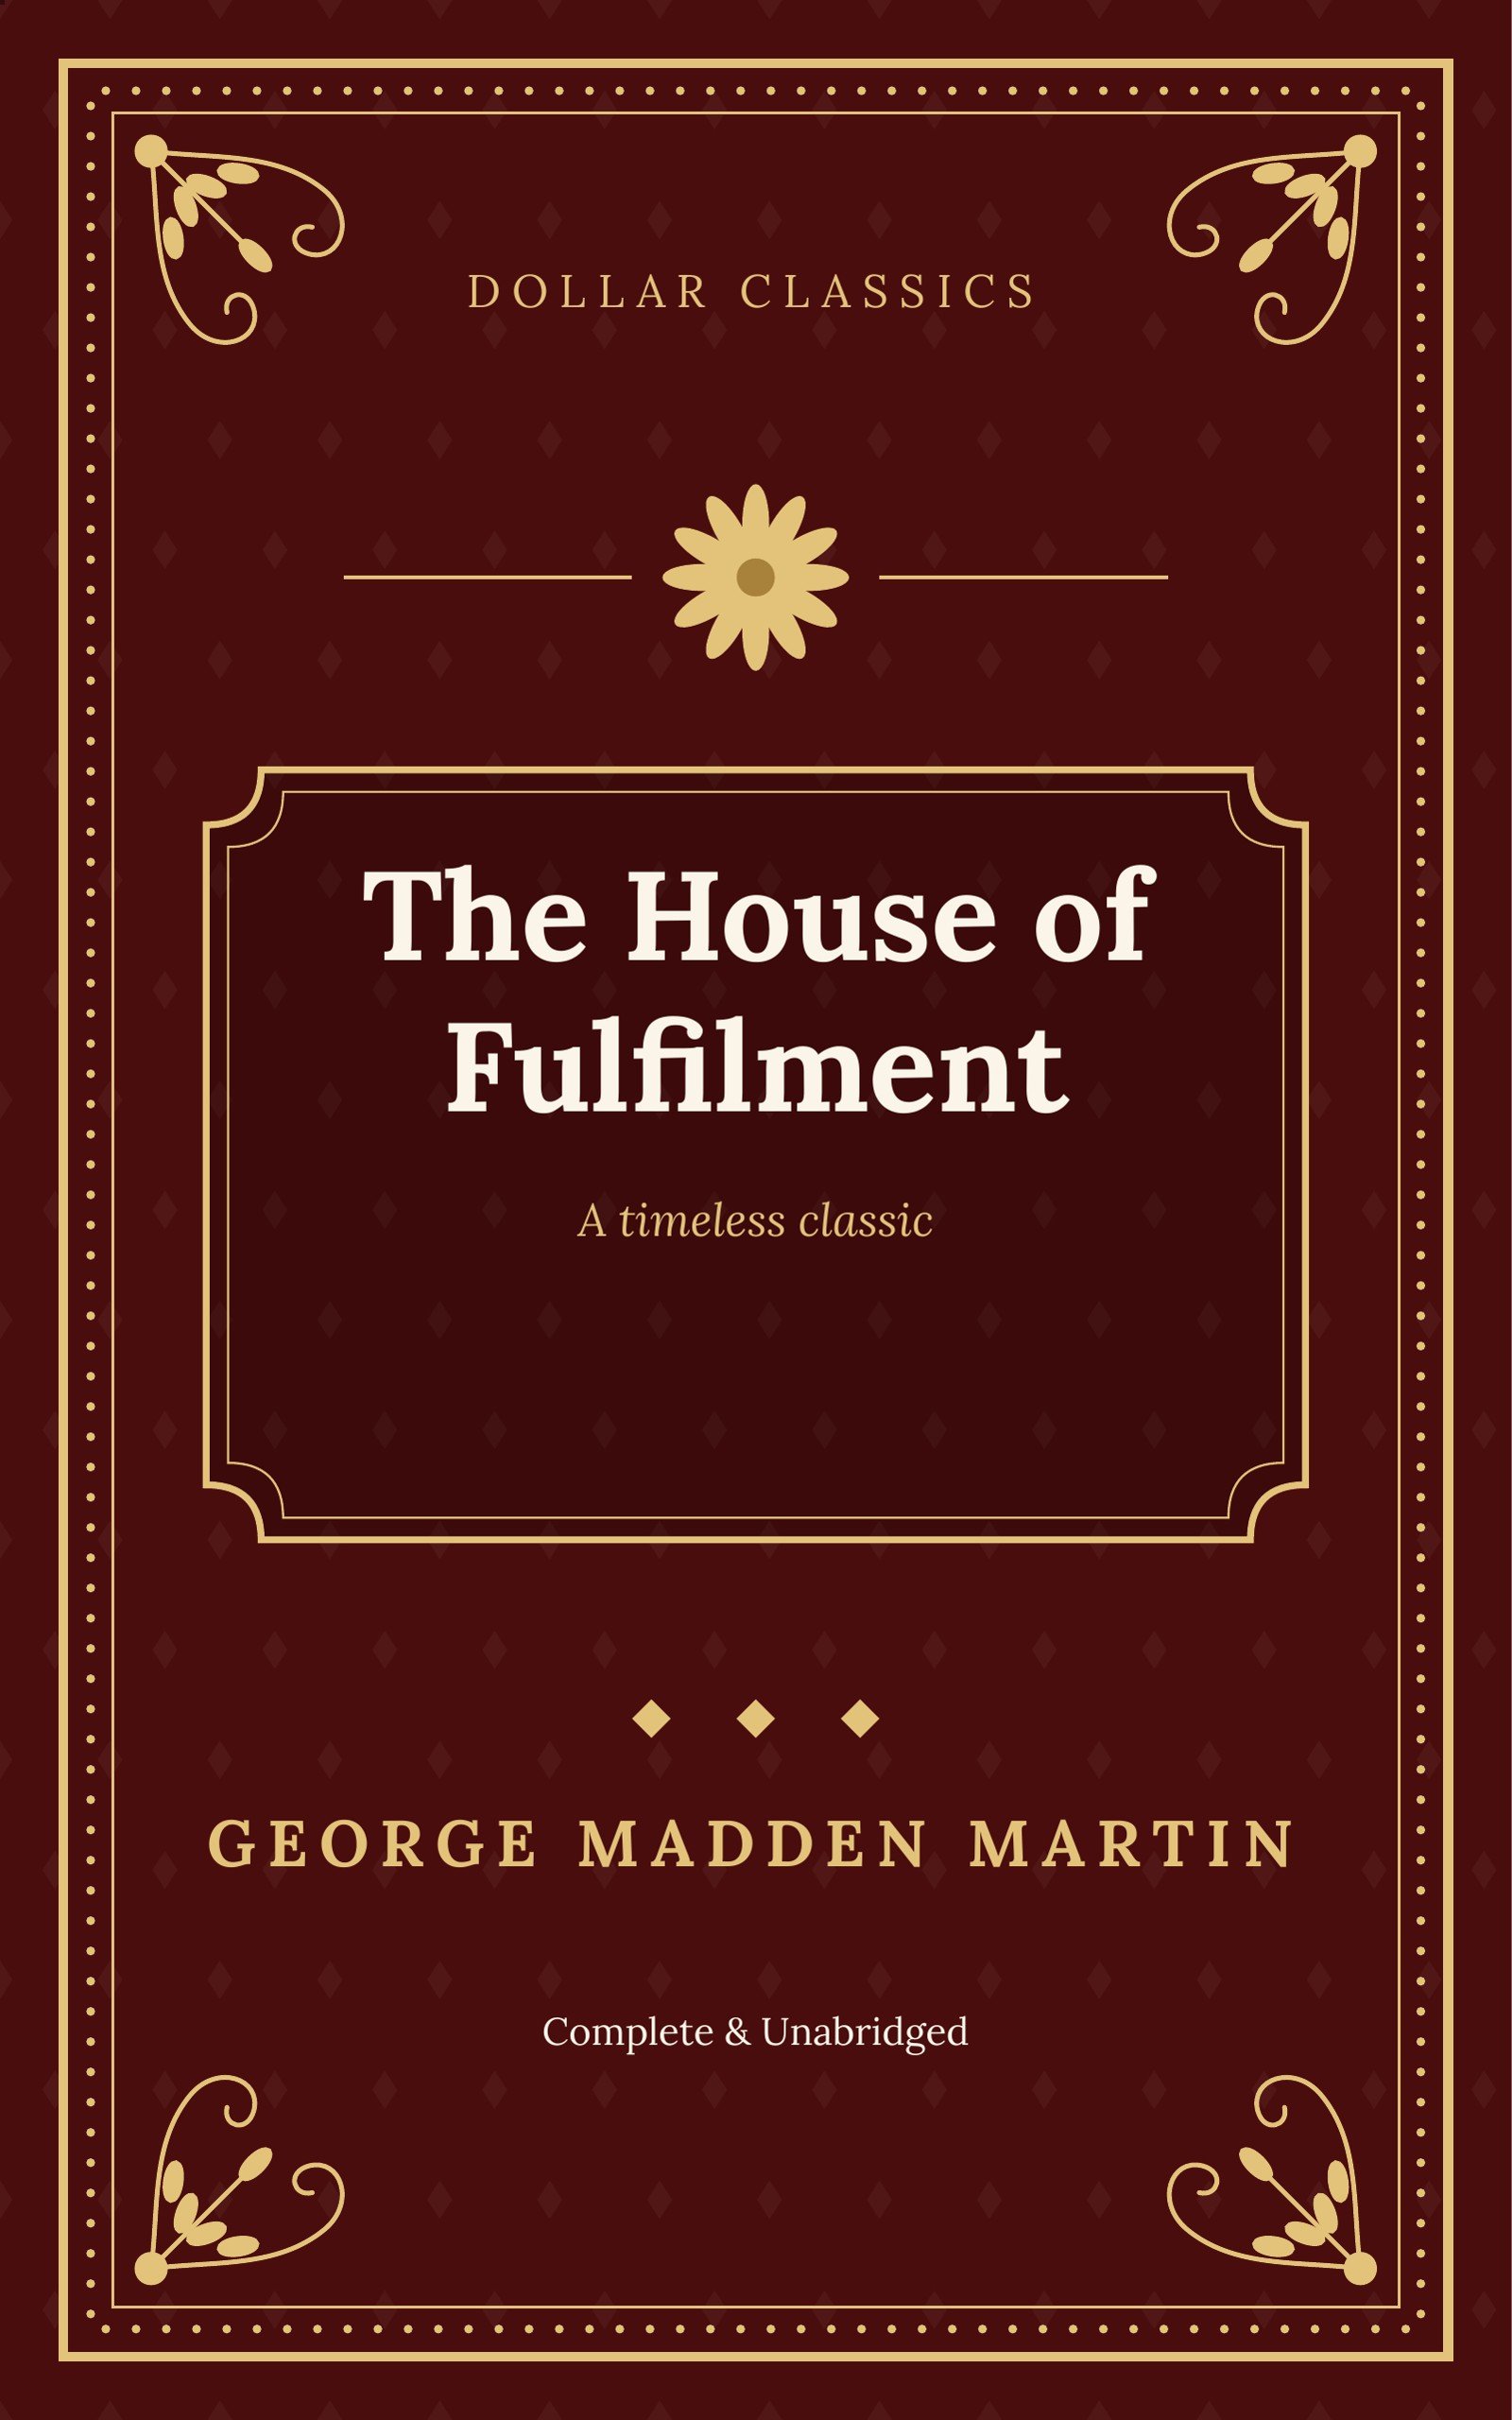 DOLLAR CLASSICS
The House of
Fulfilment
A timeless classic
GEORGE MADDEN MARTIN
Complete & Unabridged